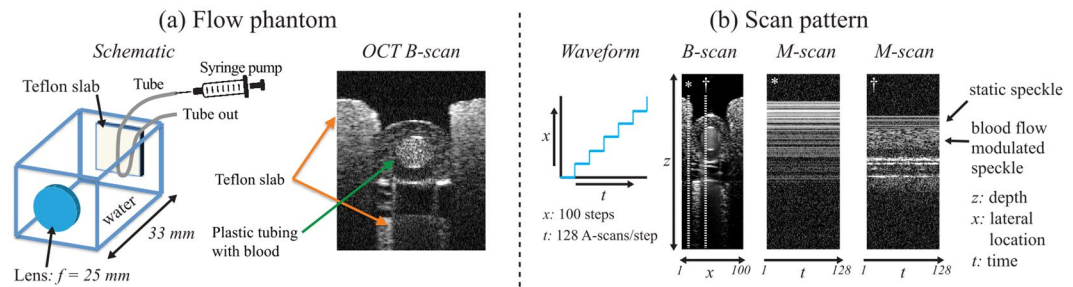 (a) Flow phantom
Schematic
OCT B-scan
Teflon slab
Tube
Syringe pump
Tube out
water
33 mm
Lens: f = 25 mm
Teflon slab
Plastic tubing
with blood
(b) Scan pattern
Waveform
B-scan
M-scan
M-scan
x
t
x: 100 steps
t: 128 A-scans/step
z
* †
1 x 100
*
1 t 128
†
1 t 128
static speckle
blood flow
modulated
speckle
z: depth
x: lateral
location
t: time